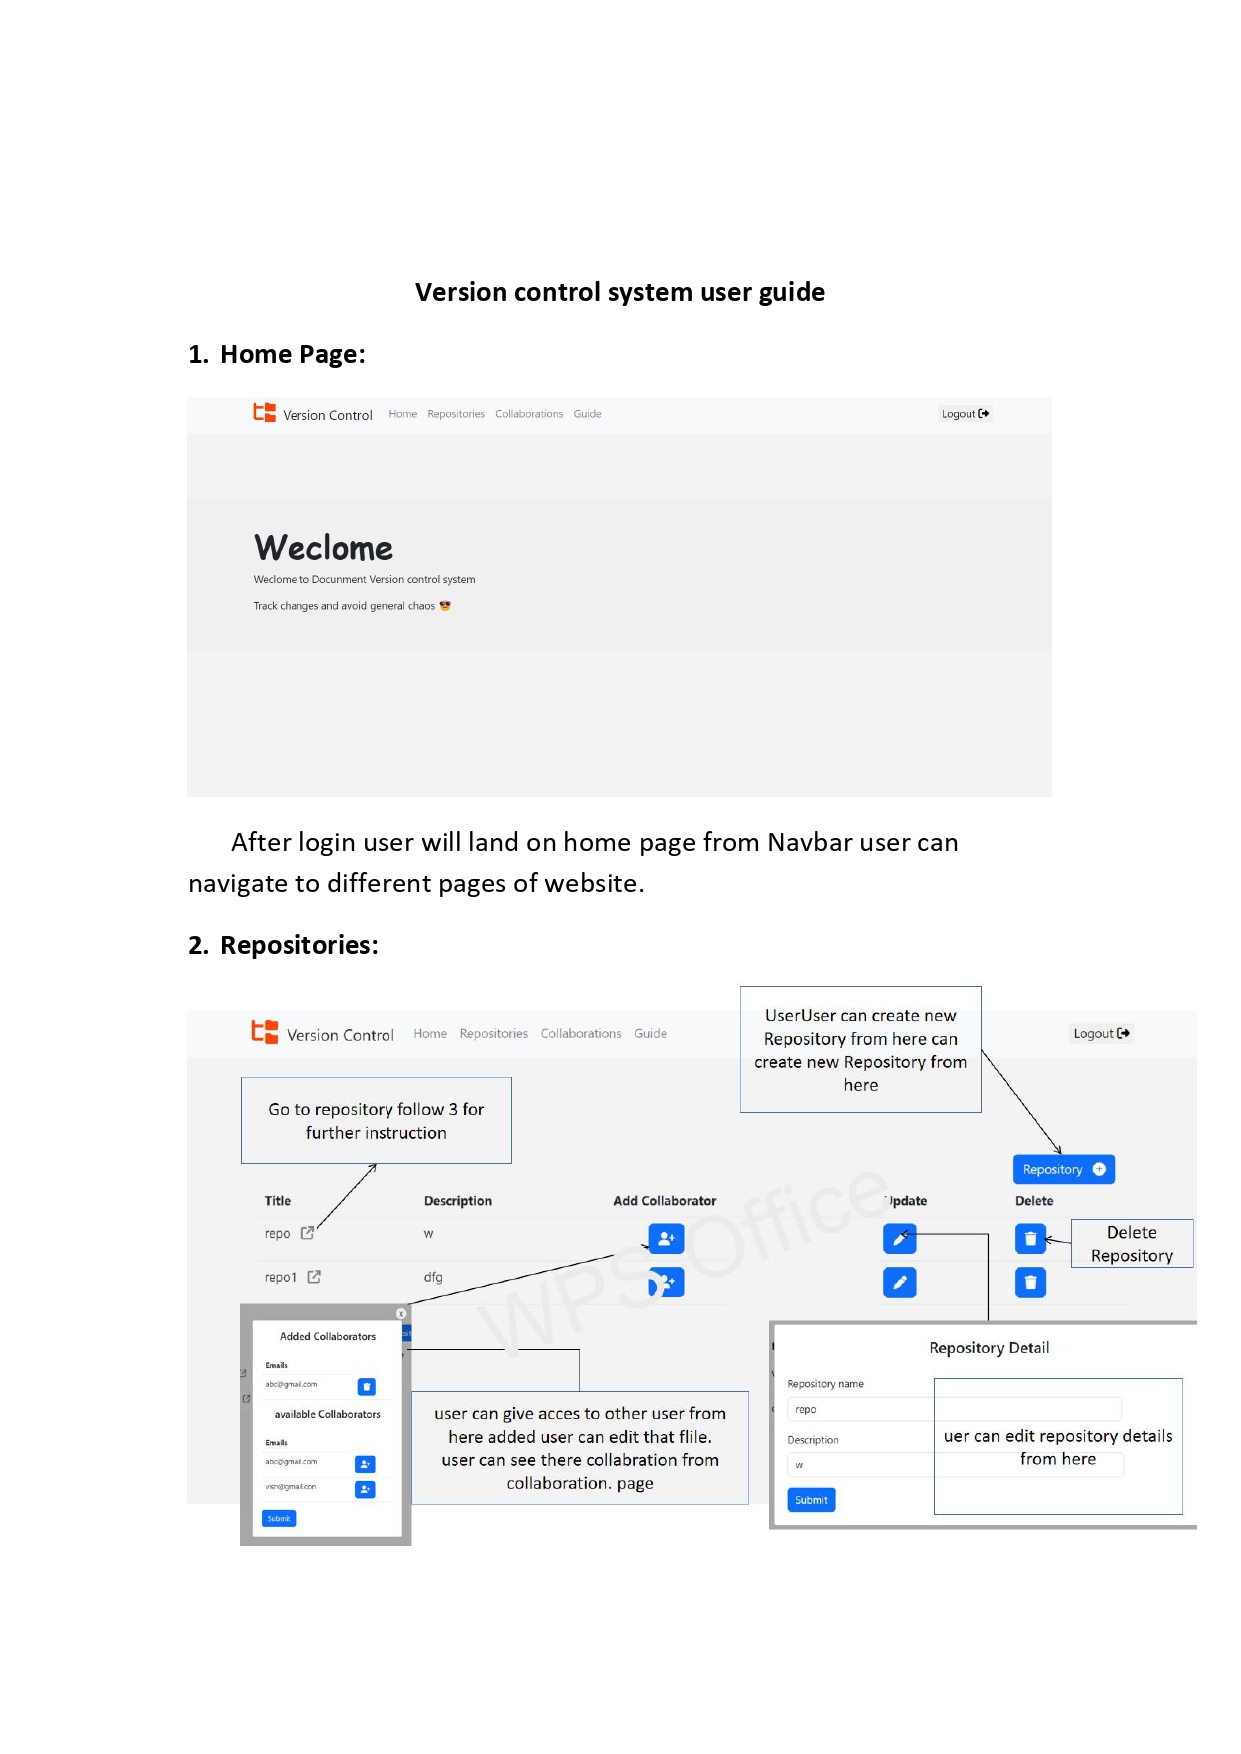 Version control system user guide
1. Home Page:
Version Control Home Repositories Collaborations Guide Logout
Weclome
Weclome to Docunment Version control system
Track changes and avoid general chaos
After login user will land on home page from Navbar user can
navigate to different pages of website.
2. Repositories:
Version Control Home Repositories Collaborations Guide Logout
UserUser can create new
Repository from here can
create new Repository from
here
Go to repository follow 3 for
further instruction
Repository
Title Description Add Collaborator Update Delete
repo w
Delete
Repository
repo1 dfg
WPS Office
x
Added Collaborators
Emails
abc@gmail.com
available Collaborators
Emails
abc@gmail.com
vish@gmail.con
Submit
user can give acces to other user from
here added user can edit that flile.
user can see there collabration from
collaboration. page
Repository Detail
Repository name
repo
Description
w
Submit
uer can edit repository details
from here